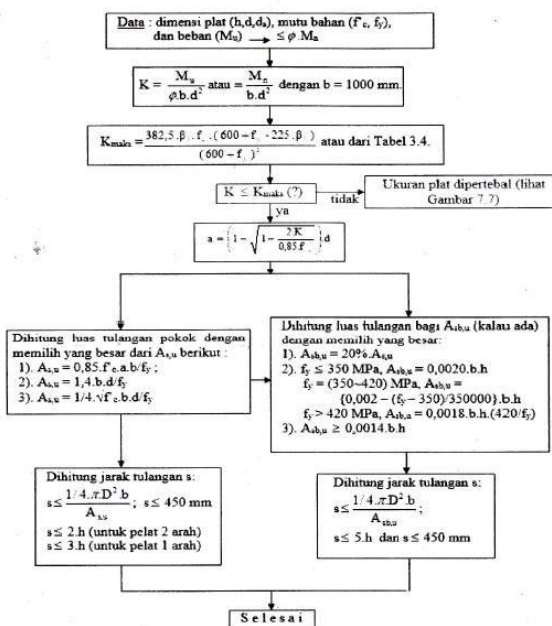 Data : dimensi plat (h,d,dₛ), mutu bahan (f'c, fy),
dan beban (Mu) → ≤ φ.Mn
K = Mu / φ.b.d² atau = Mn / b.d² dengan b = 1000 mm.
Kmaks = 382,5.β₁.f .(600 – f - 225.β₁) / (600 – f )² atau dari Tabel 3.4.
K ≤ Kmaks (?)
tidak
Ukuran plat dipertebal (lihat
Gambar 7.7)
ya
a = (1 – √(1 – 2.K / 0,85.f )).d
Dihitung luas tulangan pokok dengan
memilih yang besar dari As,u berikut :
1). As,u = 0,85.f'c.a.b/fy ;
2). As,u = 1,4.b.d/fy
3). As,u = 1/4.√f'c.b.d/fy
Dihitung luas tulangan bagi Asb,u (kalau ada)
dengan memilih yang besar:
1). Asb,u = 20%.As,u
2). fy ≤ 350 MPa, Asb,u = 0,0020.b.h
fy = (350–420) MPa, Asb,u =
{0,002 – (fy – 350)/350000}.b.h
fy > 420 MPa, Asb,u = 0,0018.b.h.(420/fy)
3). Asb,u ≥ 0,0014.b.h
Dihitung jarak tulangan s:
s ≤ 1/4.π.D².b / As,u ; s ≤ 450 mm
s ≤ 2.h (untuk pelat 2 arah)
s ≤ 3.h (untuk pelat 1 arah)
Dihitung jarak tulangan s:
s ≤ 1/4.π.D².b / Asb,u ;
s ≤ 5.h dan s ≤ 450 mm
Selesai